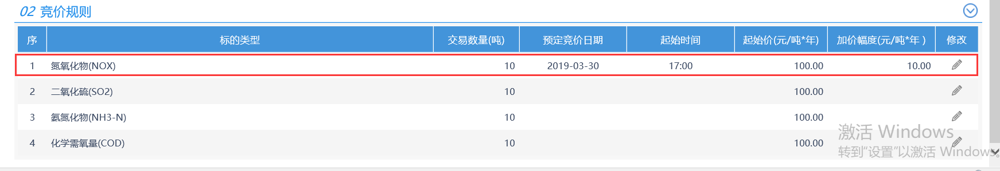 02 竞价规则
序 标的类型 交易数量(吨) 预定竞价日期 起始时间 起始价(元/吨*年) 加价幅度(元/吨*年 ) 修改
1 氮氧化物(NOX) 10 2019-03-30 17:00 100.00 10.00
2 二氧化硫(SO2) 10 100.00
3 氨氮化物(NH3-N) 10 100.00
4 化学需氧量(COD) 10 100.00
激活 Windows
转到“设置”以激活 Windows。